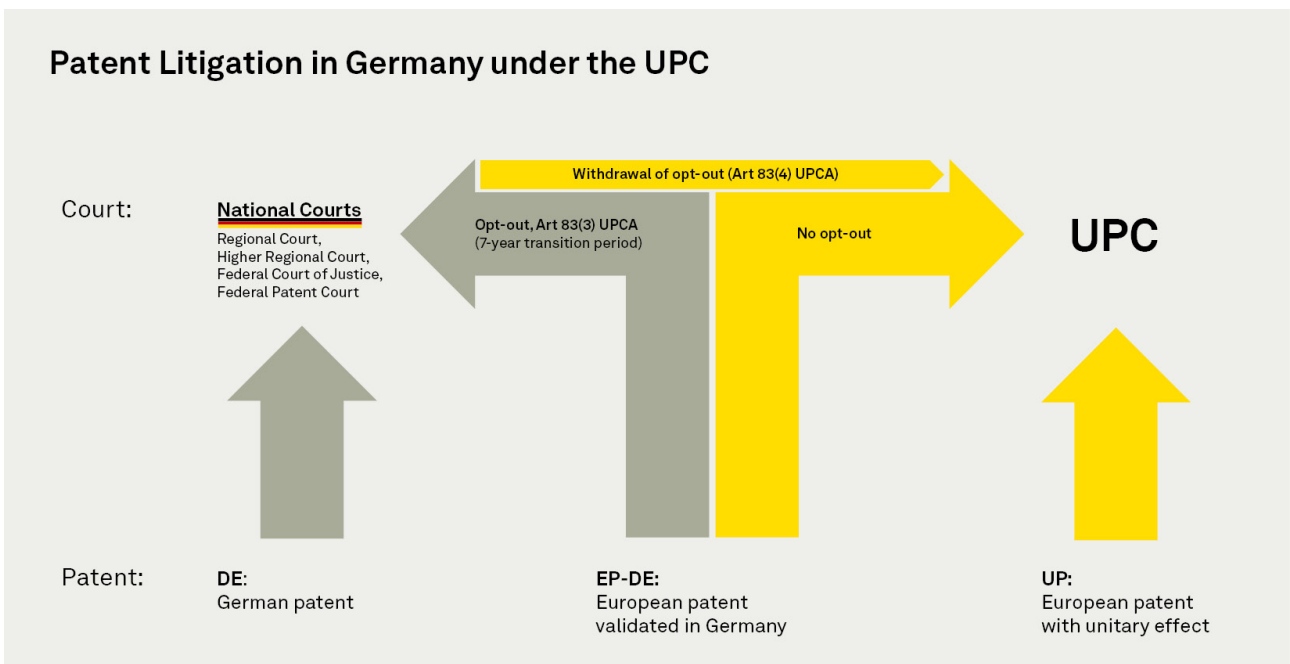 Patent Litigation in Germany under the UPC
Withdrawal of opt-out (Art 83(4) UPCA)
Court:
National Courts
Regional Court,
Higher Regional Court,
Federal Court of Justice,
Federal Patent Court
Opt-out, Art 83(3) UPCA
(7-year transition period)
No opt-out
UPC
Patent:
DE:
German patent
EP-DE:
European patent
validated in Germany
UP:
European patent
with unitary effect